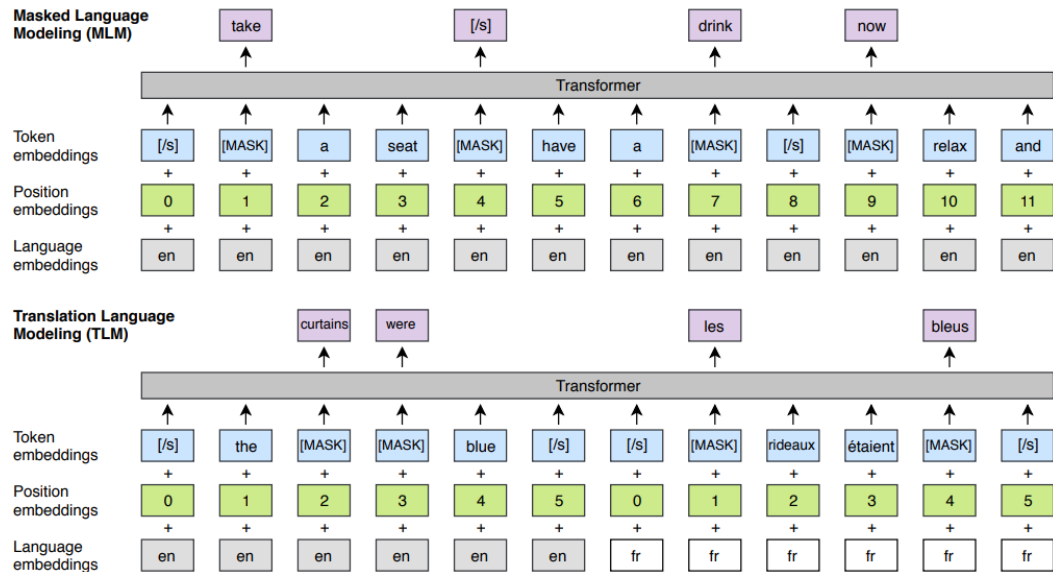 Masked Language
Modeling (MLM)
take [/s] drink now
Transformer
Token
embeddings
[/s] [MASK] a seat [MASK] have a [MASK] [/s] [MASK] relax and
+ + + + + + + + + + + +
Position
embeddings
0 1 2 3 4 5 6 7 8 9 10 11
+ + + + + + + + + + + +
Language
embeddings
en en en en en en en en en en en en
Translation Language
Modeling (TLM)
curtains were les bleus
Transformer
Token
embeddings
[/s] the [MASK] [MASK] blue [/s] [/s] [MASK] rideaux étaient [MASK] [/s]
+ + + + + + + + + + + +
Position
embeddings
0 1 2 3 4 5 0 1 2 3 4 5
+ + + + + + + + + + + +
Language
embeddings
en en en en en en fr fr fr fr fr fr